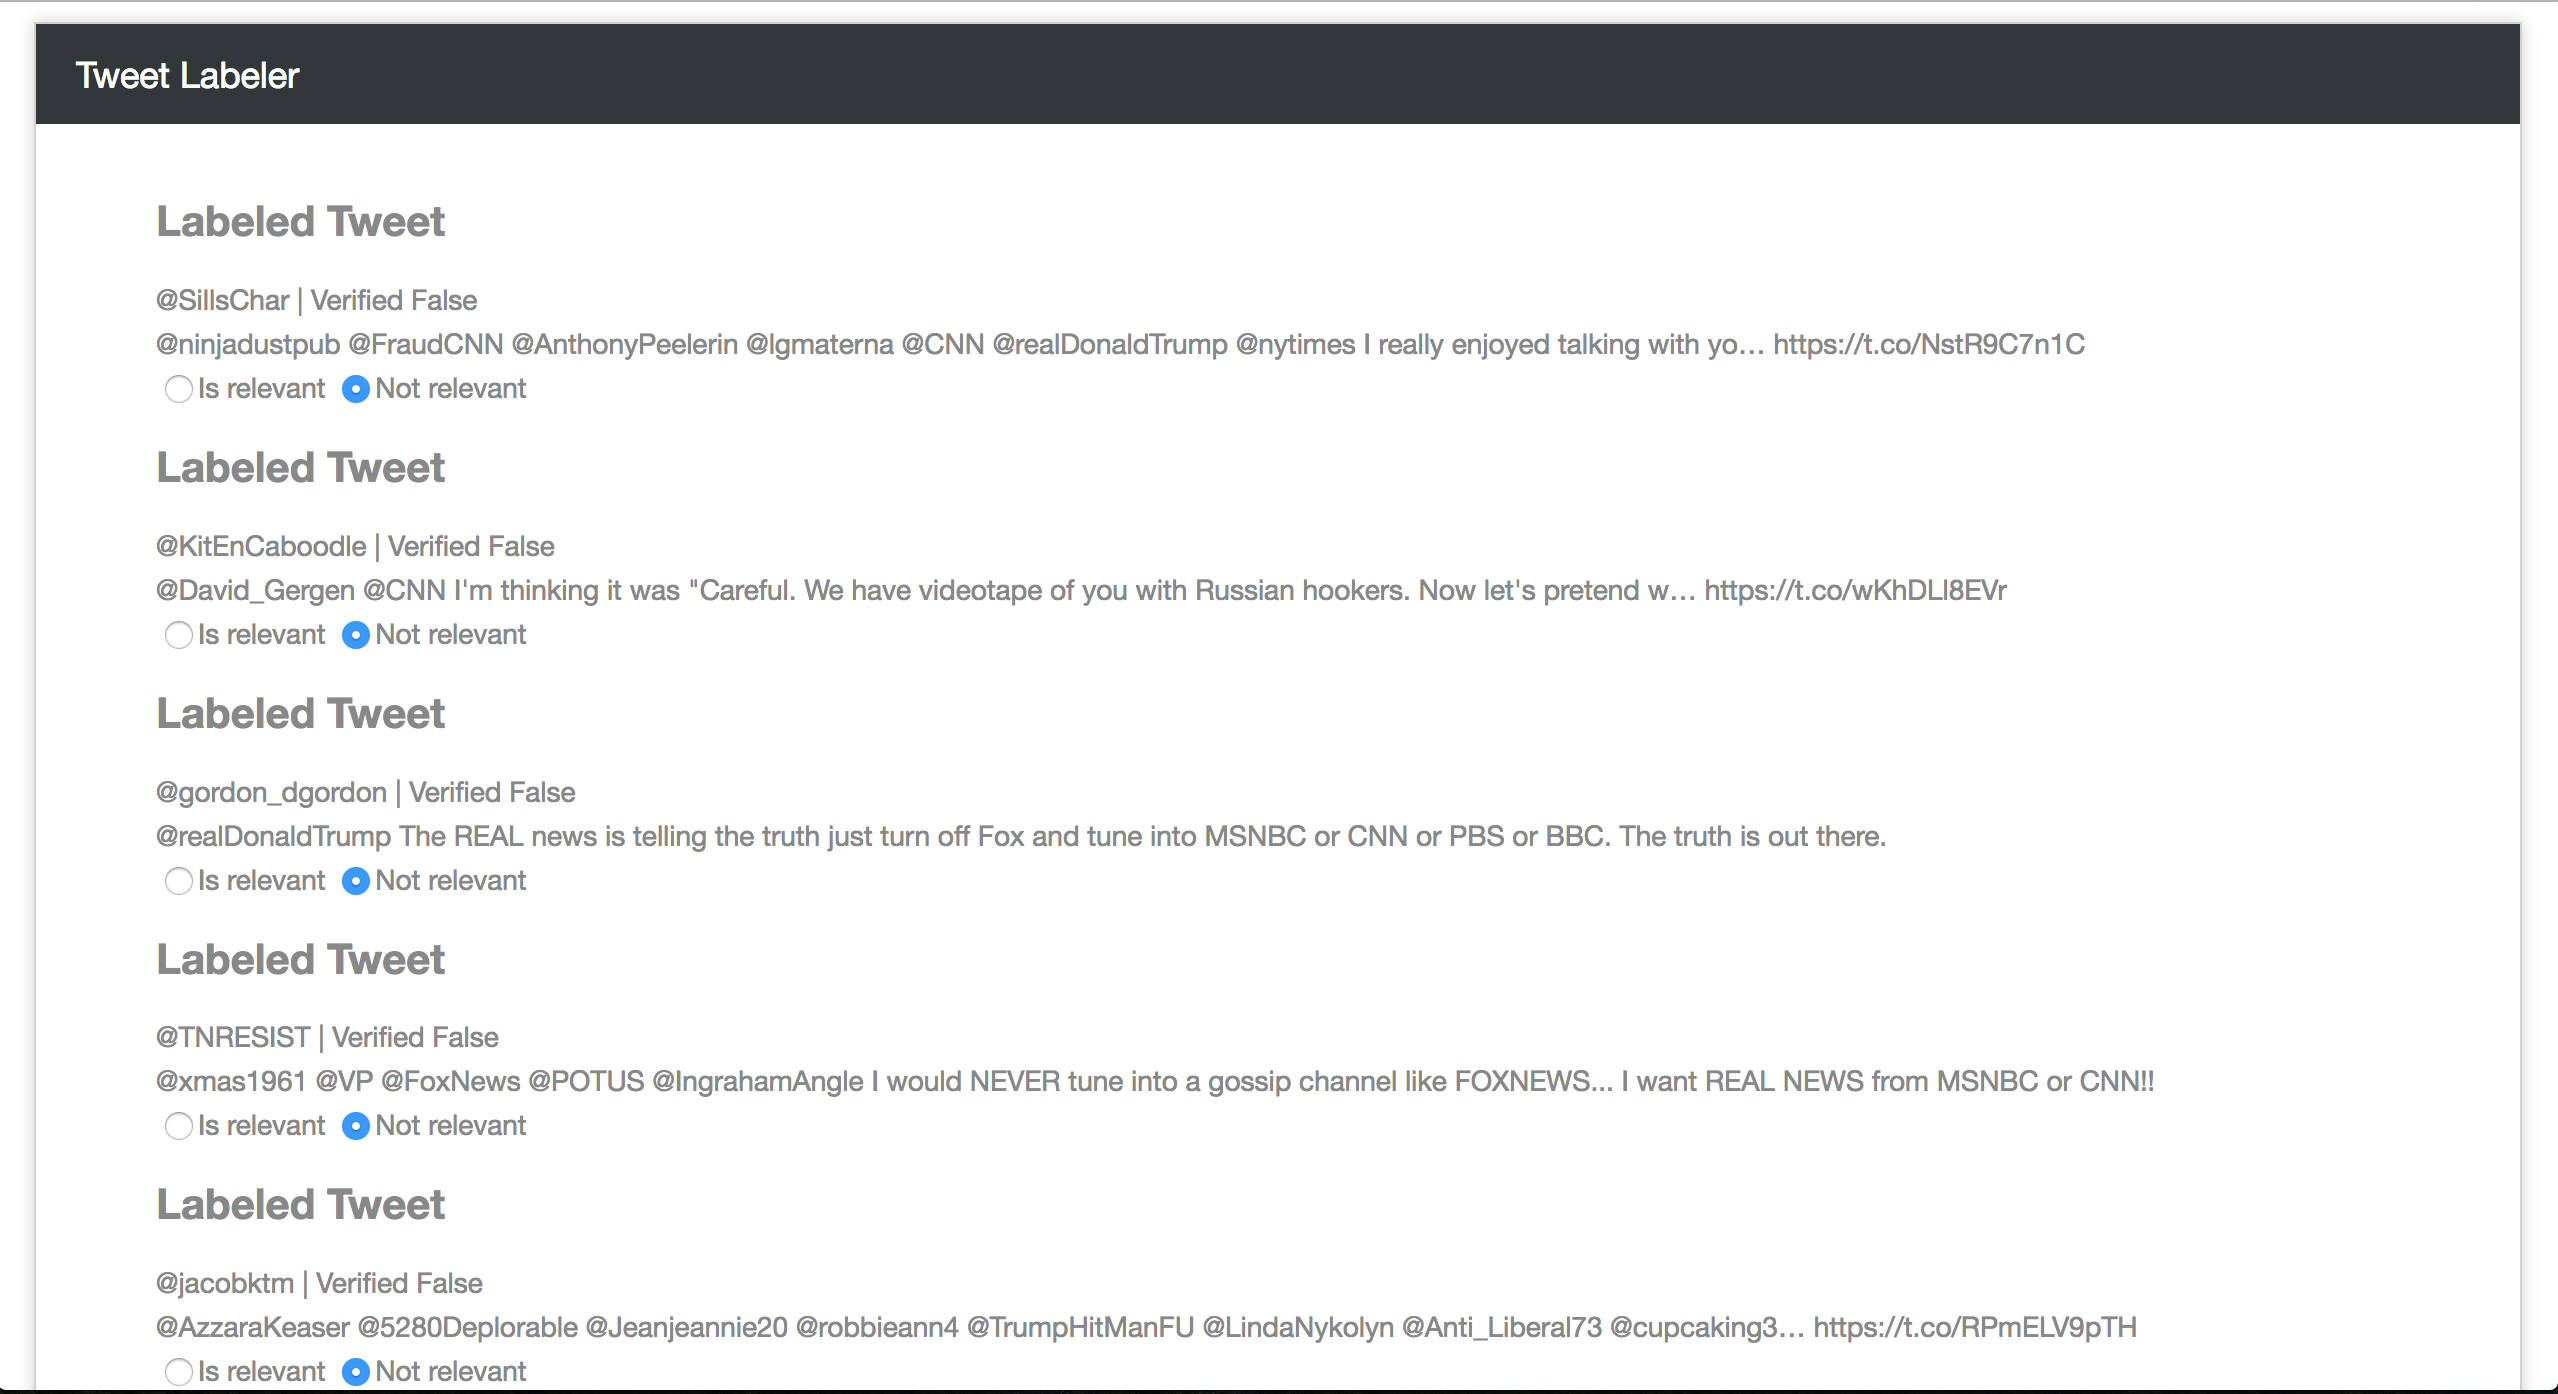 Tweet Labeler
Labeled Tweet
@SillsChar | Verified False
@ninjadustpub @FraudCNN @AnthonyPeelerin @lgmaterna @CNN @realDonaldTrump @nytimes I really enjoyed talking with yo… https://t.co/NstR9C7n1C
Is relevant Not relevant
Labeled Tweet
@KitEnCaboodle | Verified False
@David_Gergen @CNN I'm thinking it was "Careful. We have videotape of you with Russian hookers. Now let's pretend w… https://t.co/wKhDLl8EVr
Is relevant Not relevant
Labeled Tweet
@gordon_dgordon | Verified False
@realDonaldTrump The REAL news is telling the truth just turn off Fox and tune into MSNBC or CNN or PBS or BBC. The truth is out there.
Is relevant Not relevant
Labeled Tweet
@TNRESIST | Verified False
@xmas1961 @VP @FoxNews @POTUS @IngrahamAngle I would NEVER tune into a gossip channel like FOXNEWS... I want REAL NEWS from MSNBC or CNN!!
Is relevant Not relevant
Labeled Tweet
@jacobktm | Verified False
@AzzaraKeaser @5280Deplorable @Jeanjeannie20 @robbieann4 @TrumpHitManFU @LindaNykolyn @Anti_Liberal73 @cupcaking3… https://t.co/RPmELV9pTH
Is relevant Not relevant